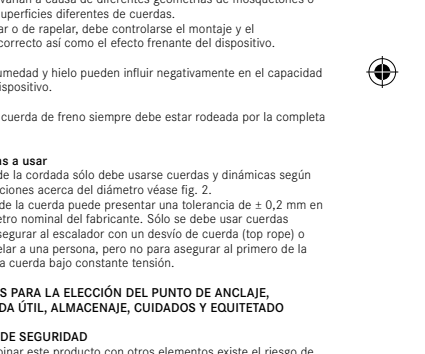 varían a causa de diferentes geometrías de mosquetones o
uperficies diferentes de cuerdas.
ar o de rapelar, debe controlarse el montaje y el
correcto así como el efecto frenante del dispositivo.
umedad y hielo pueden influir negativamente en el capacidad
spositivo.
cuerda de freno siempre debe estar rodeada por la completa
as a usar
de la cordada sólo debe usarse cuerdas y dinámicas según
ciones acerca del diámetro véase fig. 2.
de la cuerda puede presentar una tolerancia de ± 0,2 mm en
etro nominal del fabricante. Sólo se debe usar cuerdas
segurar al escalador con un desvío de cuerda (top rope) o
elar a una persona, pero no para asegurar al primero de la
a cuerda bajo constante tensión.
S PARA LA ELECCIÓN DEL PUNTO DE ANCLAJE,
DA ÚTIL, ALMACENAJE, CUIDADOS Y EQUITETADO
DE SEGURIDAD
binar este producto con otros elementos existe el riesgo de